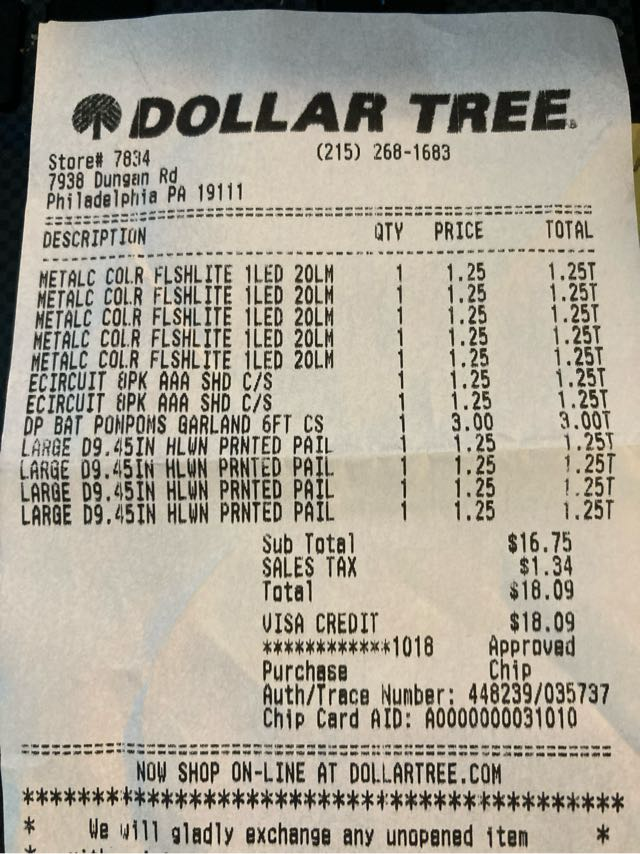 DOLLAR TREE
(215) 268-1683
Store# 7834
7938 Dungan Rd
Philadelphia PA 19111
DESCRIPTION QTY PRICE TOTAL
METALC COLR FLSHLITE 1LED 20LM 1 1.25 1.25T
METALC COLR FLSHLITE 1LED 20LM 1 1.25 1.25T
METALC COLR FLSHLITE 1LED 20LM 1 1.25 1.25T
METALC COLR FLSHLITE 1LED 20LM 1 1.25 1.25T
METALC COLR FLSHLITE 1LED 20LM 1 1.25 1.25T
ECIRCUIT 8PK AAA SHD C/S 1 1.25 1.25T
ECIRCUIT 8PK AAA SHD C/S 1 1.25 1.25T
DP BAT PONPOMS GARLAND 6FT CS 1 3.00 3.00T
LARGE D9.45IN HLWN PRNTED PAIL 1 1.25 1.25T
LARGE D9.45IN HLWN PRNTED PAIL 1 1.25 1.25T
LARGE D9.45IN HLWN PRNTED PAIL 1 1.25 1.25T
LARGE D9.45IN HLWN PRNTED PAIL 1 1.25 1.25T
Sub Total $16.75
SALES TAX $1.34
Total $18.09
VISA CREDIT $18.09
************1018 Approved
Purchase Chip
Auth/Trace Number: 448239/035737
Chip Card AID: A0000000031010
NOW SHOP ON-LINE AT DOLLARTREE.COM
******************************************
* We will gladly exchange any unopened item *